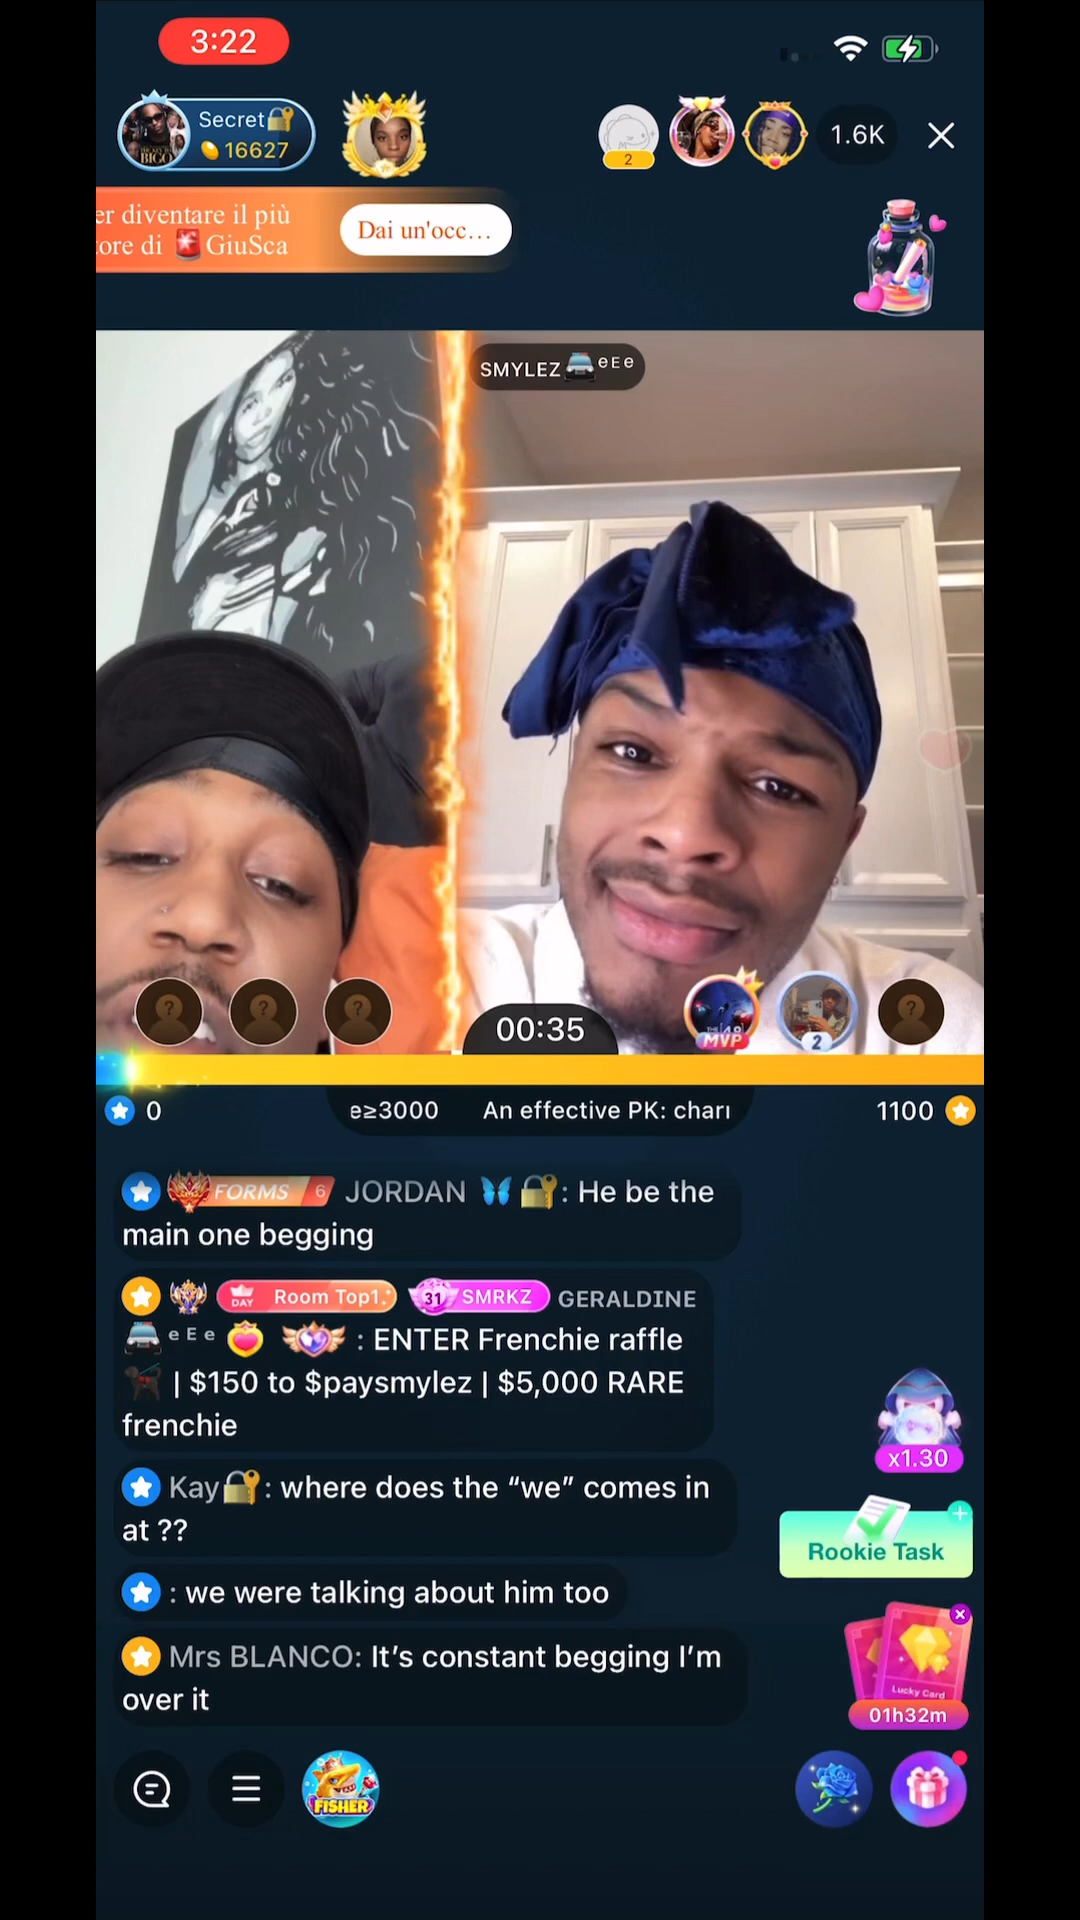 3:22
Secret🔐
16627
2
1.6K
er diventare il più
ore di 🚨 GiuSca
Dai un'occ...
SMYLEZ🚔ᵉᴱᵉ
00:35
MVP
2
0
e≥3000 An effective PK: chari
1100
FORMS 6 JORDAN 🦋🔐: He be the
main one begging
DAY Room Top1. 31 SMRKZ GERALDINE
🚔ᵉᴱᵉ : ENTER Frenchie raffle
🐕‍🦺 | $150 to $paysmylez | $5,000 RARE
frenchie
Kay🔐: where does the “we” comes in
at ??
: we were talking about him too
Mrs BLANCO: It’s constant begging I’m
over it
x1.30
Rookie Task
Lucky Card
01h32m
FISHER